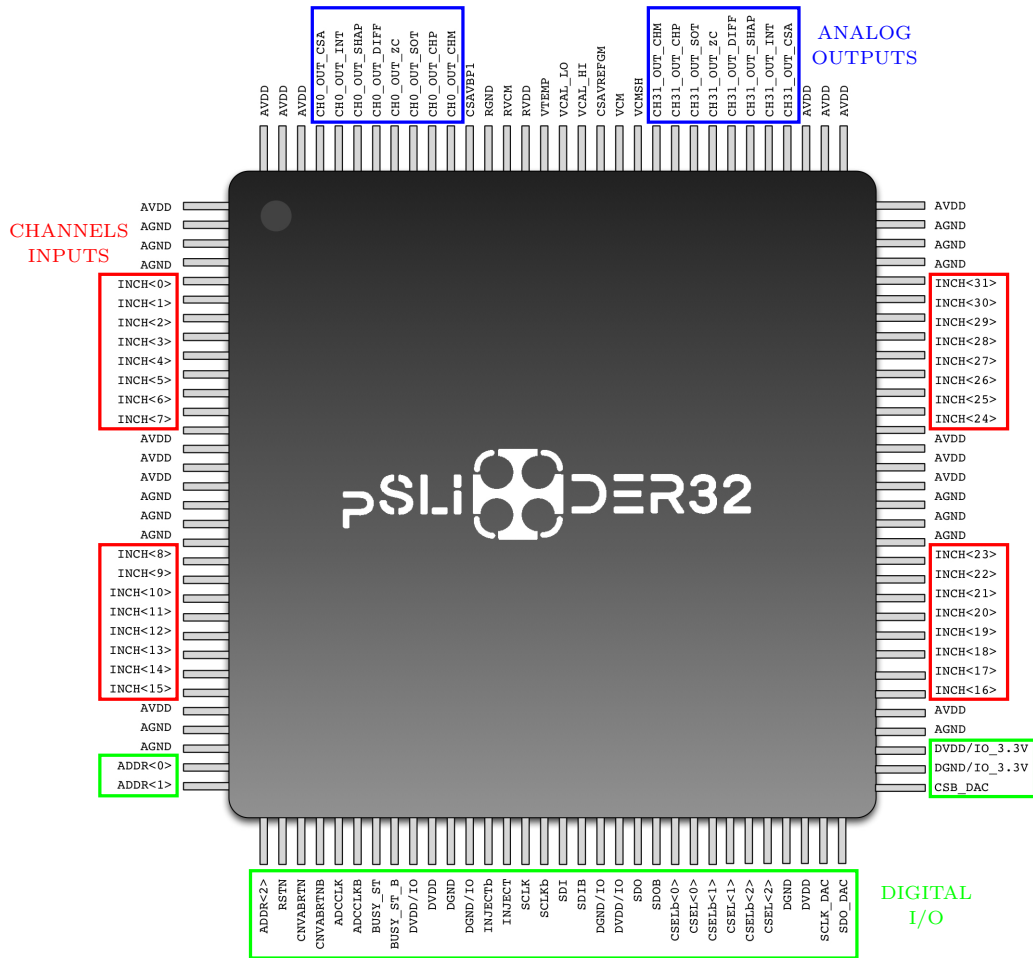 ANALOG
OUTPUTS
AVDD
AVDD
AVDD
CH0_OUT_CSA
CH0_OUT_INT
CH0_OUT_SHAP
CH0_OUT_DIFF
CH0_OUT_ZC
CH0_OUT_SOT
CH0_OUT_CHP
CH0_OUT_CHM
CSAVBP1
RGND
RVCM
RVDD
VTEMP
VCAL_LO
VCAL_HI
CSAVREFGM
VCM
VCMSH
CH31_OUT_CHM
CH31_OUT_CHP
CH31_OUT_SOT
CH31_OUT_ZC
CH31_OUT_DIFF
CH31_OUT_SHAP
CH31_OUT_INT
CH31_OUT_CSA
AVDD
AVDD
AVDD
CHANNELS
INPUTS
AVDD
AGND
AGND
AGND
INCH<0>
INCH<1>
INCH<2>
INCH<3>
INCH<4>
INCH<5>
INCH<6>
INCH<7>
AVDD
AVDD
AVDD
AGND
AGND
AGND
INCH<8>
INCH<9>
INCH<10>
INCH<11>
INCH<12>
INCH<13>
INCH<14>
INCH<15>
AVDD
AGND
AGND
ADDR<0>
ADDR<1>
pSLiDER32
AVDD
AGND
AGND
AGND
INCH<31>
INCH<30>
INCH<29>
INCH<28>
INCH<27>
INCH<26>
INCH<25>
INCH<24>
AVDD
AVDD
AVDD
AGND
AGND
AGND
INCH<23>
INCH<22>
INCH<21>
INCH<20>
INCH<19>
INCH<18>
INCH<17>
INCH<16>
AVDD
AGND
DVDD/IO_3.3V
DGND/IO_3.3V
CSB_DAC
ADDR<2>
RSTN
CNVABRTN
CNVABRTNB
ADCCLK
ADCCLKB
BUSY_ST
BUSY_ST_B
DVDD/IO
DVDD
DGND
DGND/IO
INJECTb
INJECT
SCLK
SCLKb
SDI
SDIB
DGND/IO
DVDD/IO
SDO
SDOB
CSELb<0>
CSEL<0>
CSELb<1>
CSEL<1>
CSELb<2>
CSEL<2>
DGND
DVDD
SCLK_DAC
SDO_DAC
DIGITAL
I/O